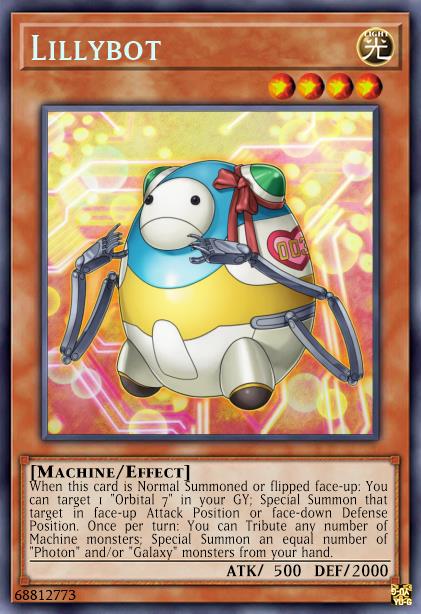 LILLYBOT
LIGHT
光
003
[MACHINE/EFFECT]
When this card is Normal Summoned or flipped face-up: You
can target 1 "Orbital 7" in your GY; Special Summon that
target in face-up Attack Position or face-down Defense
Position. Once per turn: You can Tribute any number of
Machine monsters; Special Summon an equal number of
"Photon" and/or "Galaxy" monsters from your hand.
ATK/ 500 DEF/2000
68812773